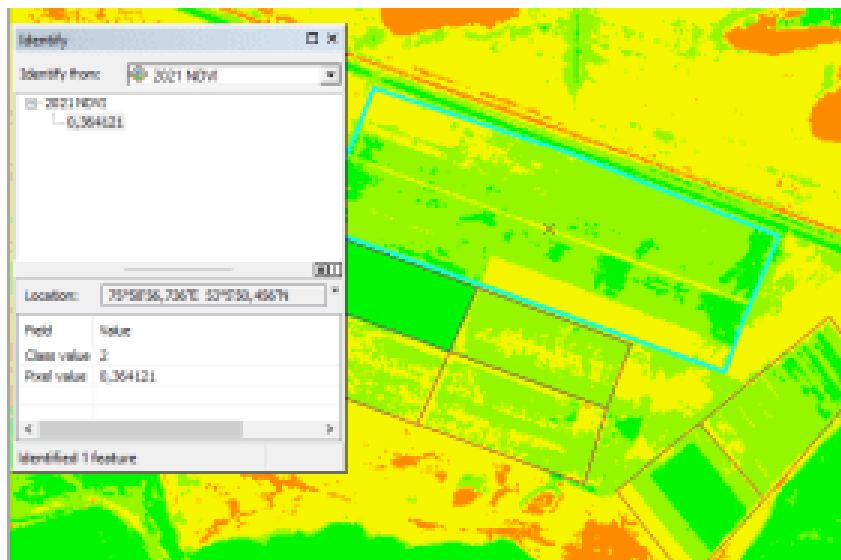 Identify
Identify from: 2021 NDVI
2021 NDVI
0,364121
Location:
Field Value
Class value 2
Pixel value 0,364121
Identified 1 feature